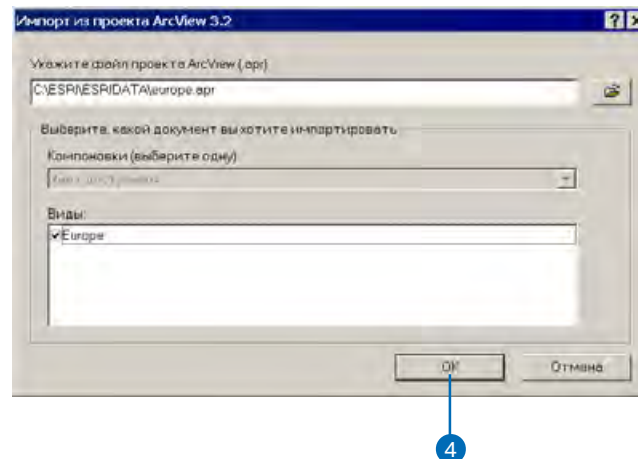 Импорт из проекта ArcView 3.2
Укажите файл проекта ArcView (.apr)
C:\ESRI\ESRIDATA\europe.apr
Выберите, какой документ вы хотите импортировать
Компоновки (выберите одну)
Виды:
Europe
OK
Отмена
4